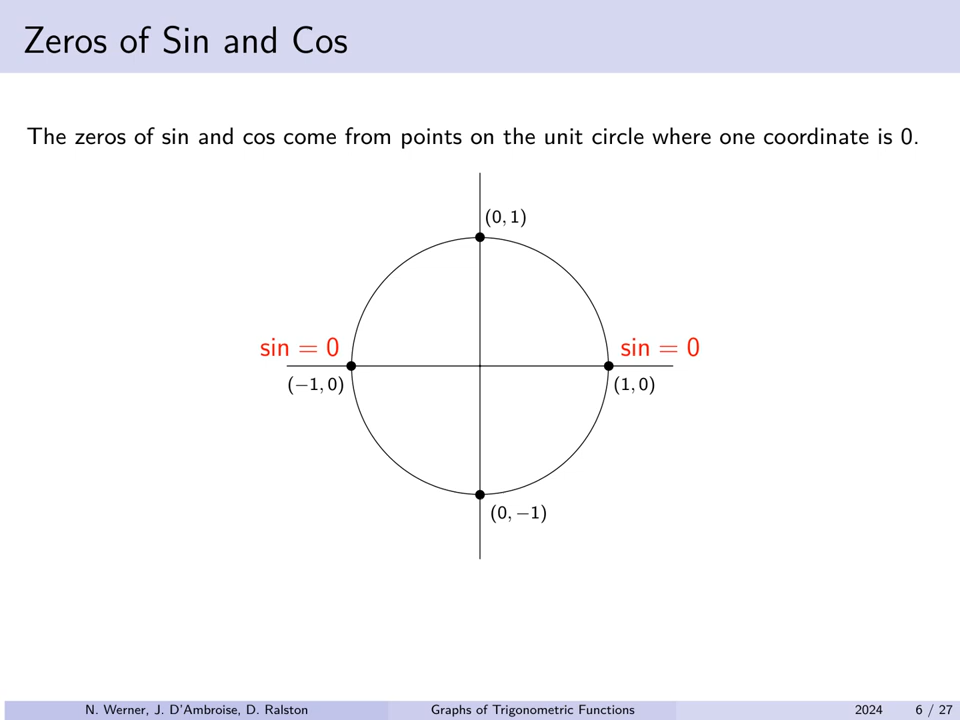 Zeros of Sin and Cos
The zeros of sin and cos come from points on the unit circle where one coordinate is 0.
(0, 1)
sin = 0
sin = 0
(−1, 0)
(1, 0)
(0, −1)
N. Werner, J. D'Ambroise, D. Ralston
Graphs of Trigonometric Functions
2024
6 / 27